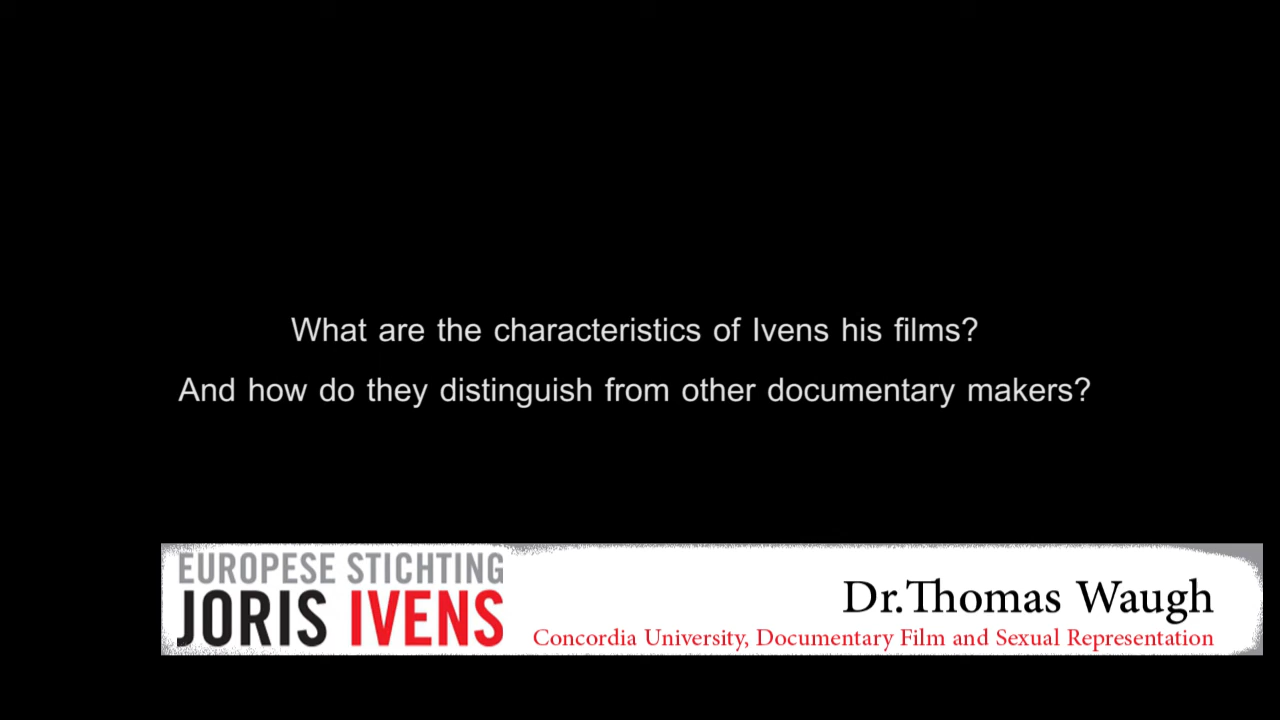 What are the characteristics of Ivens his films?
And how do they distinguish from other documentary makers?
EUROPESE STICHTING
JORIS IVENS
Dr.Thomas Waugh
Concordia University, Documentary Film and Sexual Representation